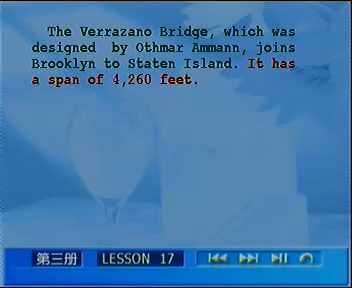 The Verrazano Bridge, which was
designed by Othmar Ammann, joins
Brooklyn to Staten Island. It has
a span of 4,260 feet.
第三册 LESSON 17